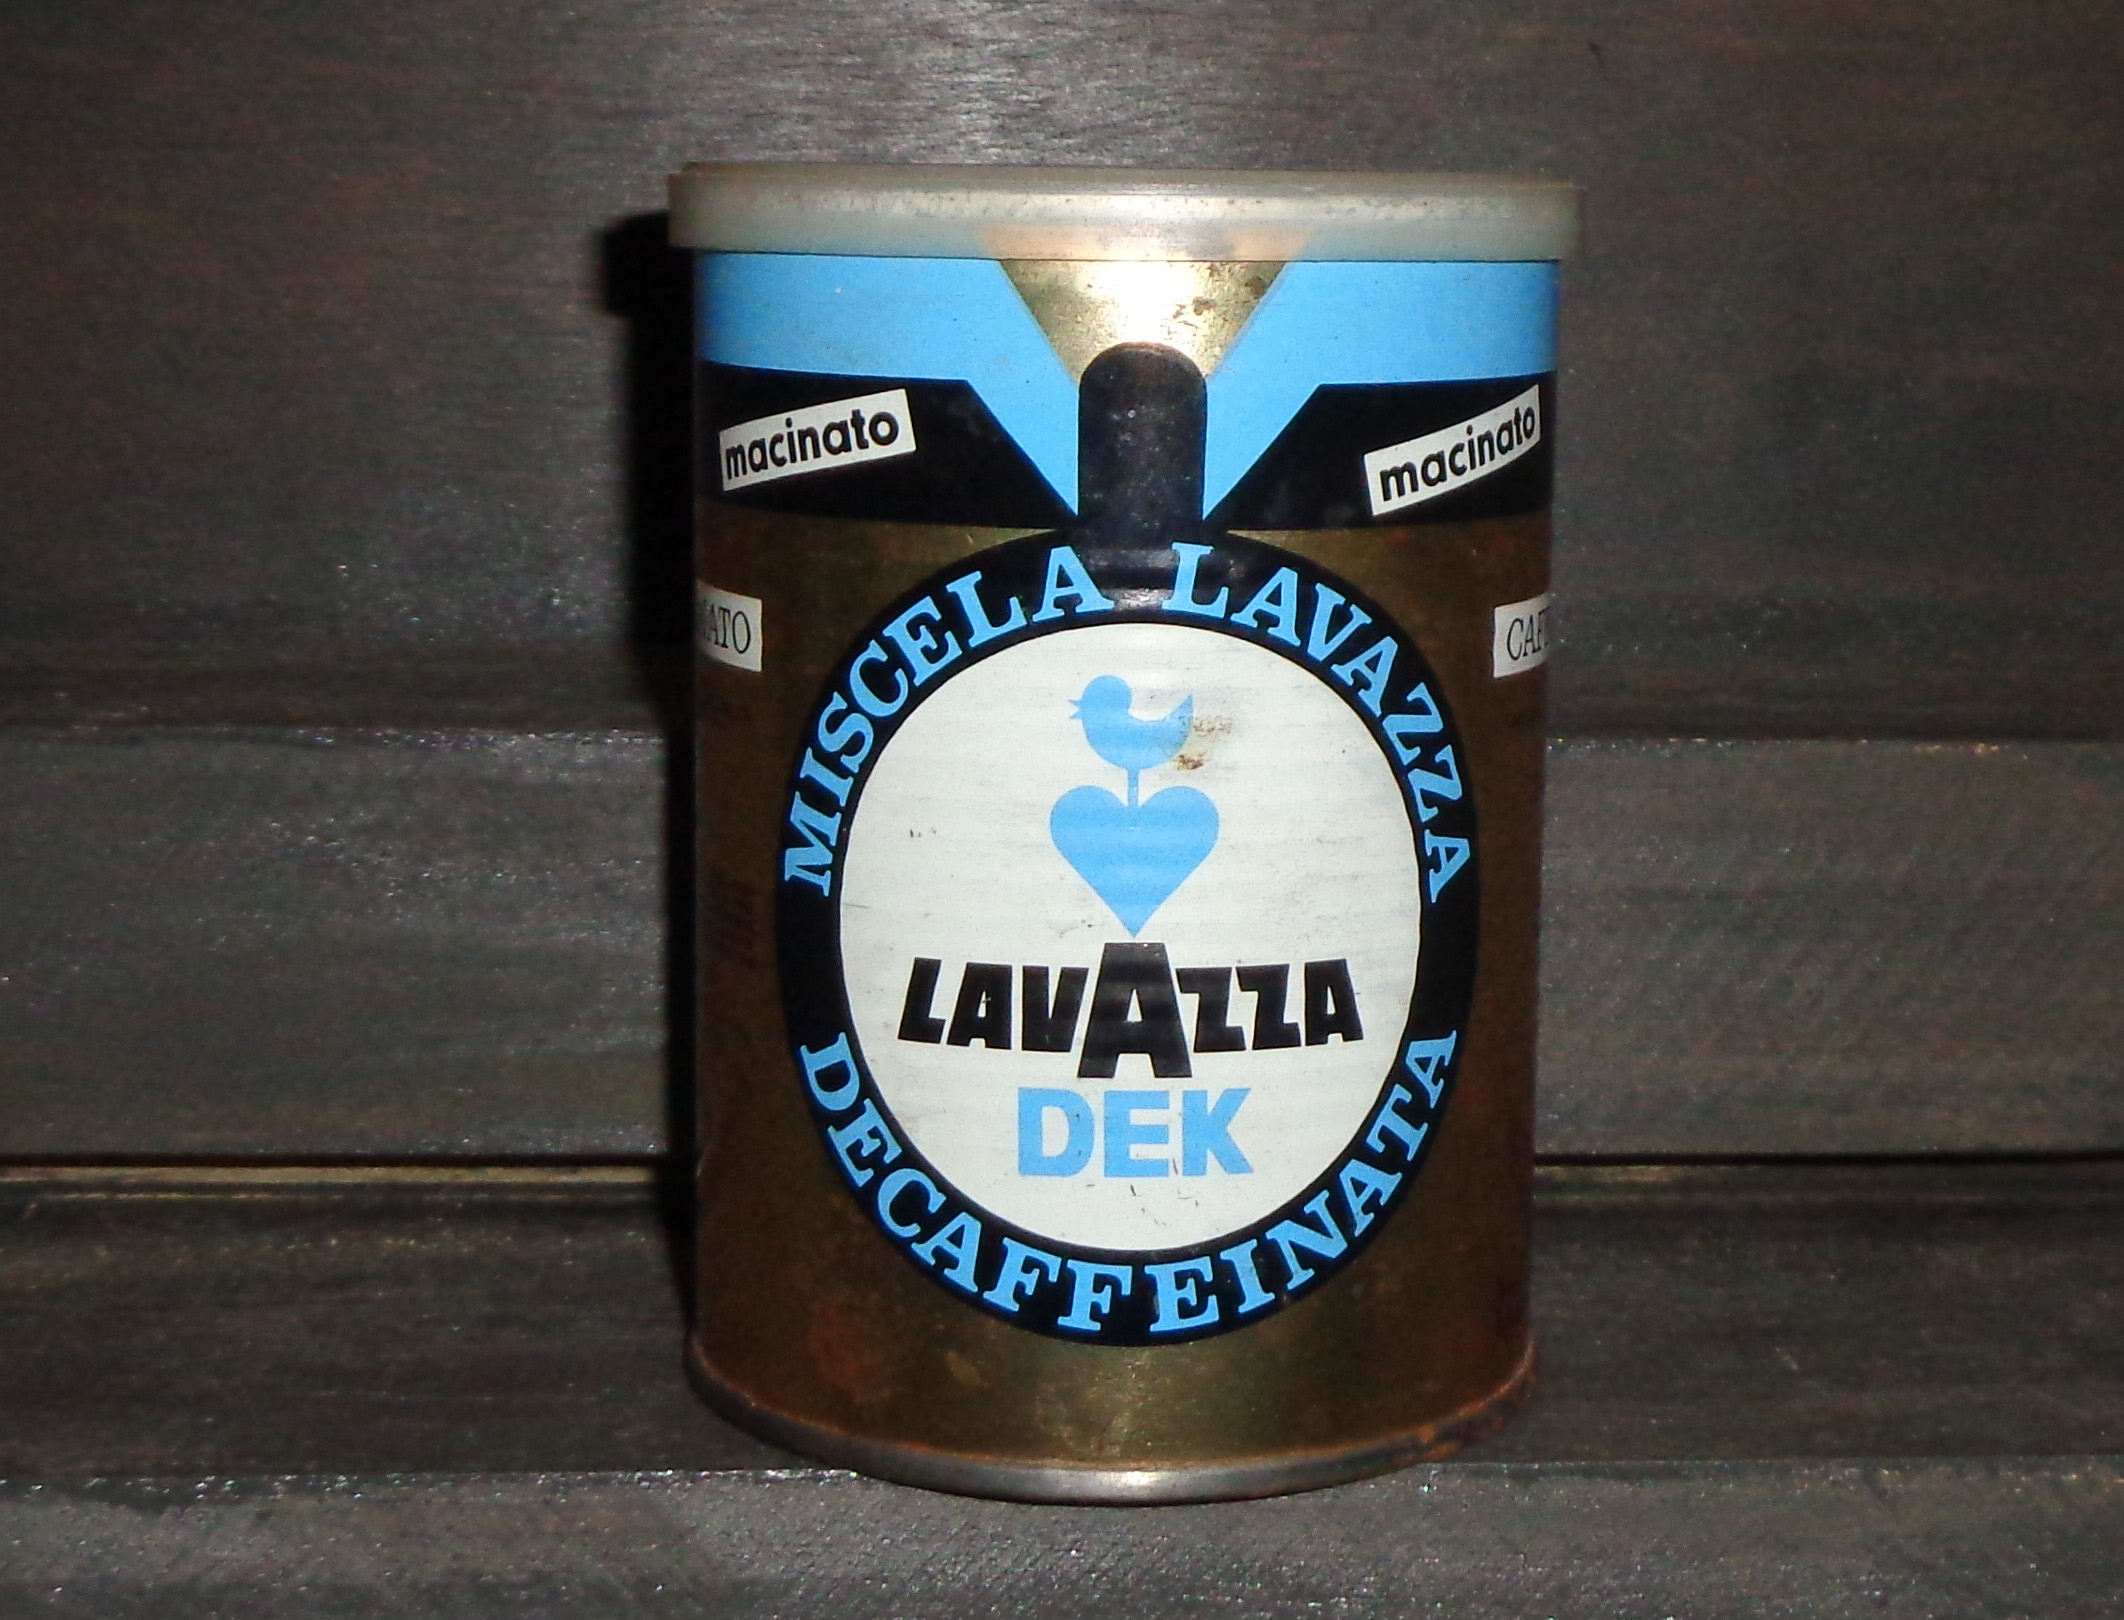 macinato
macinato
MISCELA LAVAZZA
LAVAZZA
DEK
DECAFFEINATA